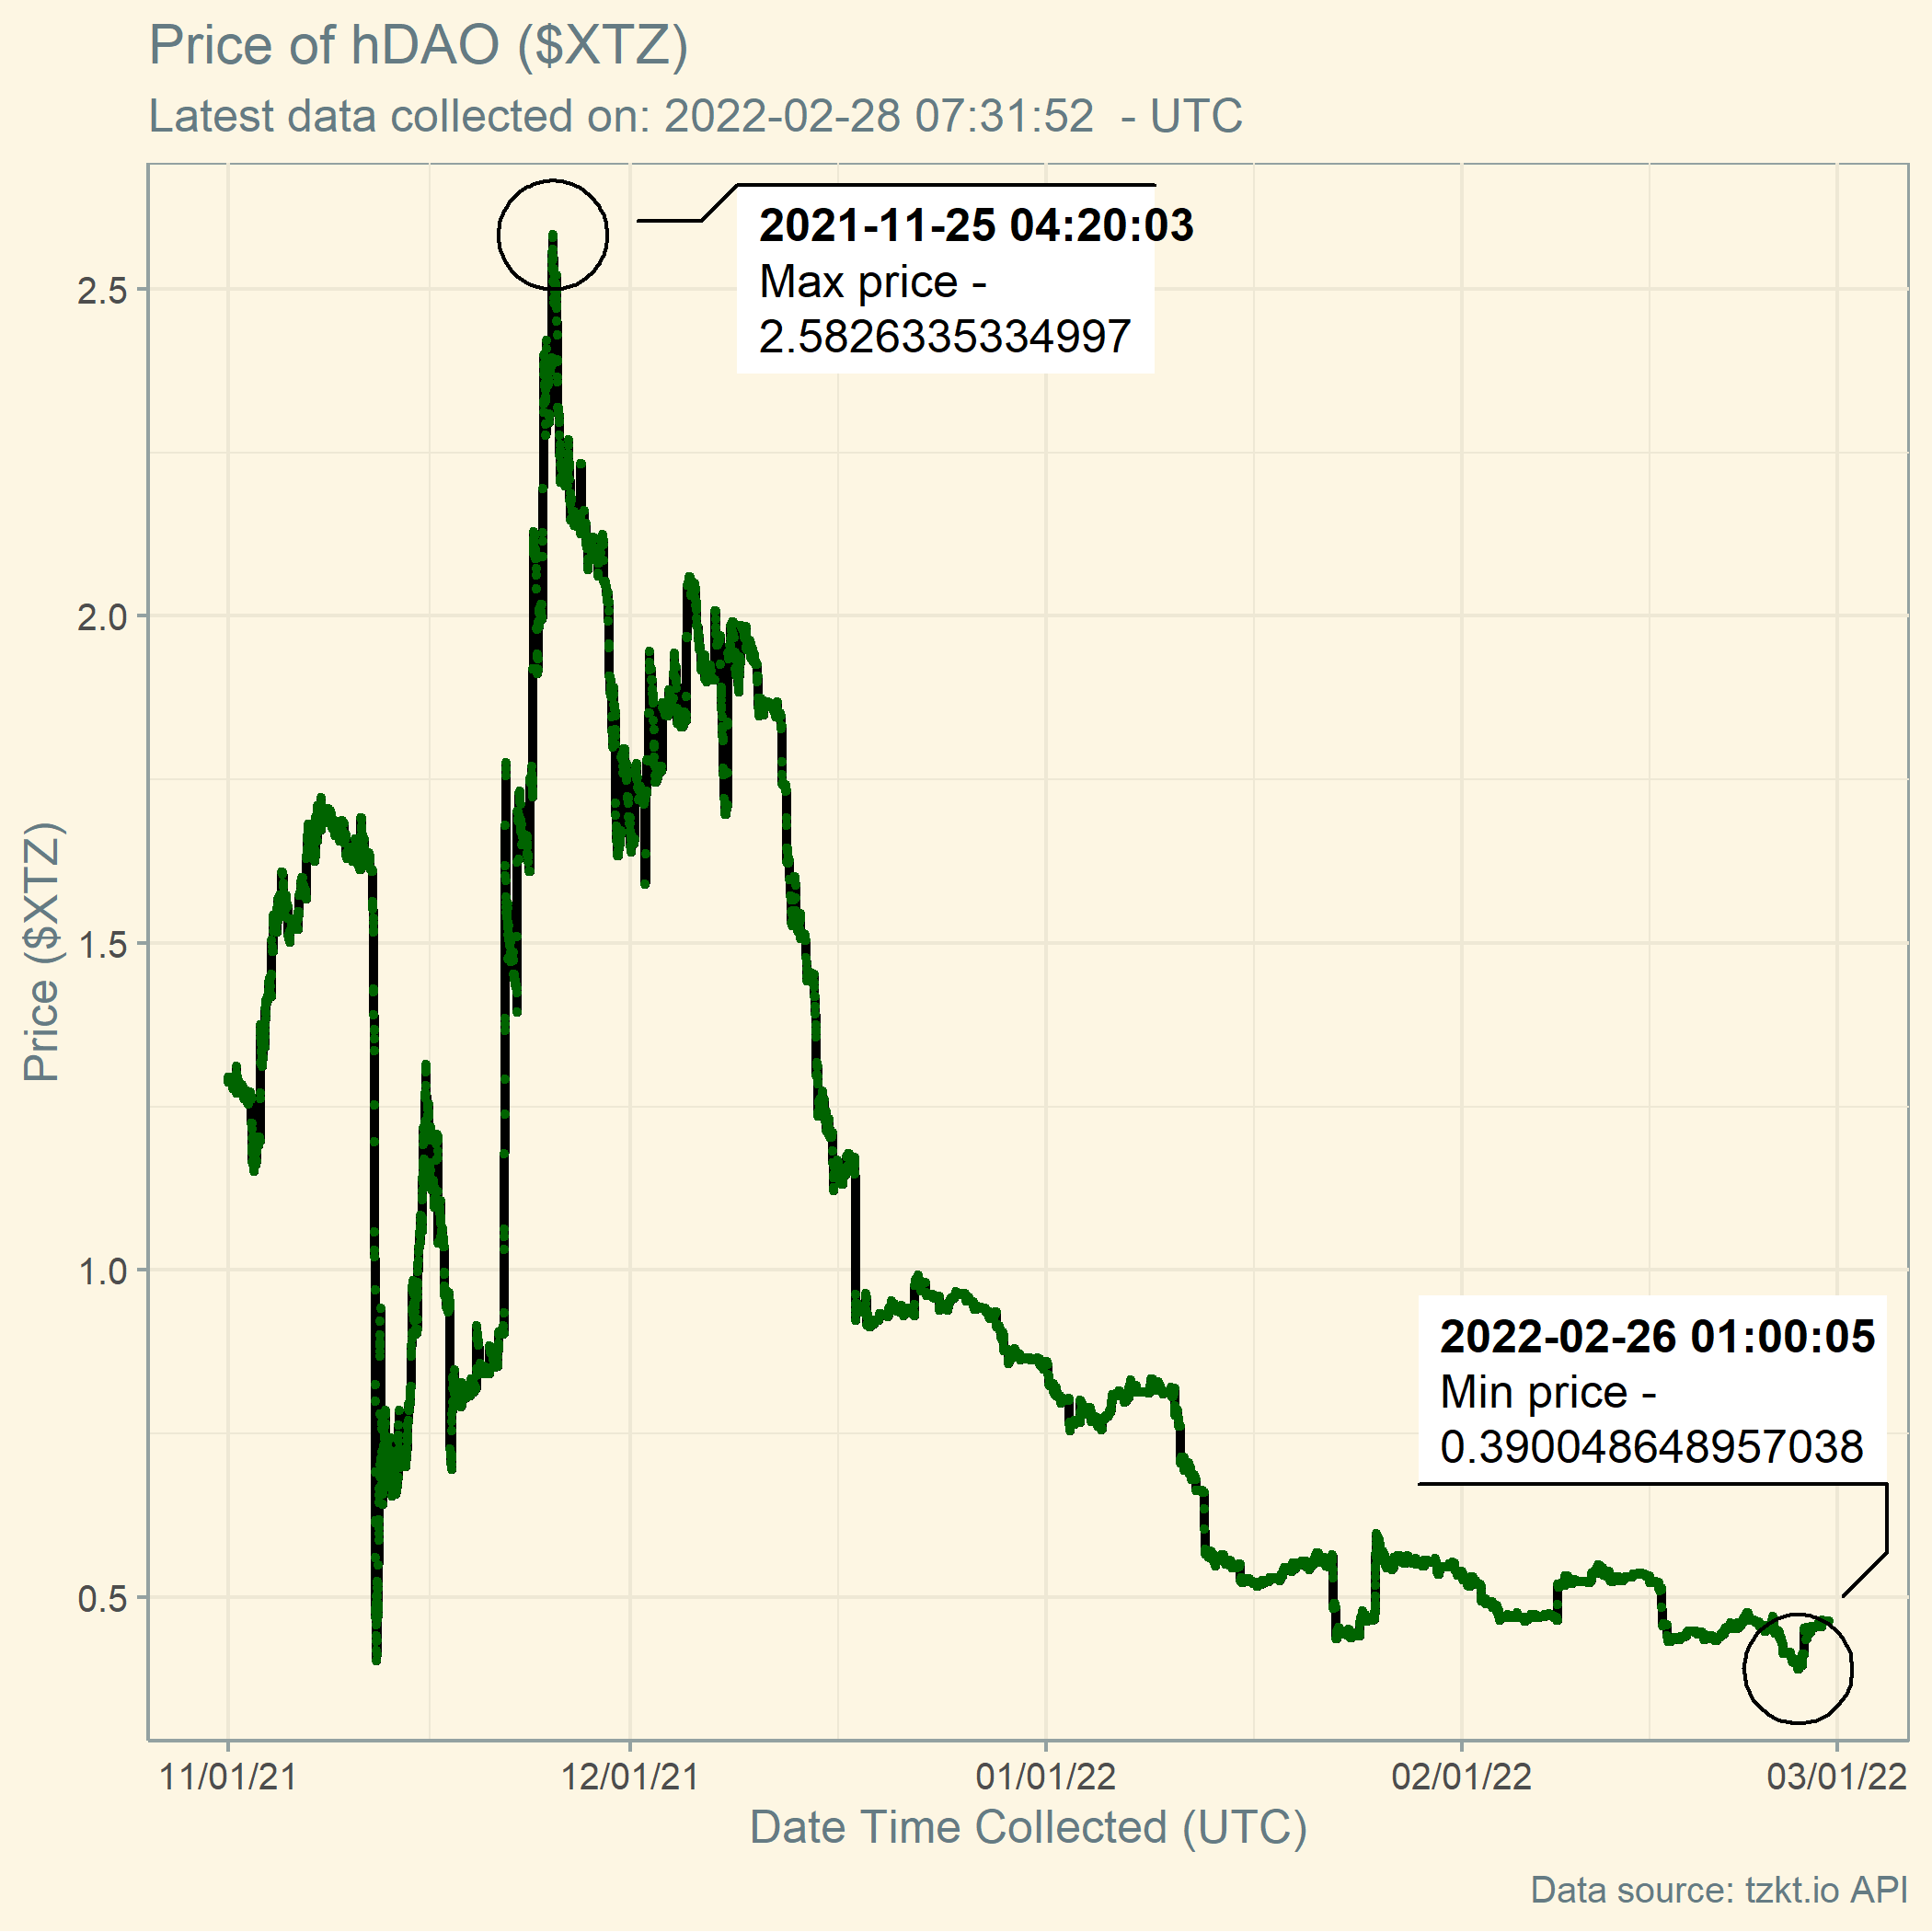 Price of hDAO ($XTZ)
Latest data collected on: 2022-02-28 07:31:52  - UTC
2021-11-25 04:20:03
Max price -
2.5826335334997
2.5
2.0
1.5
1.0
0.5
Price ($XTZ)
2022-02-26 01:00:05
Min price -
0.390048648957038
11/01/21
12/01/21
01/01/22
02/01/22
03/01/22
Date Time Collected (UTC)
Data source: tzkt.io API